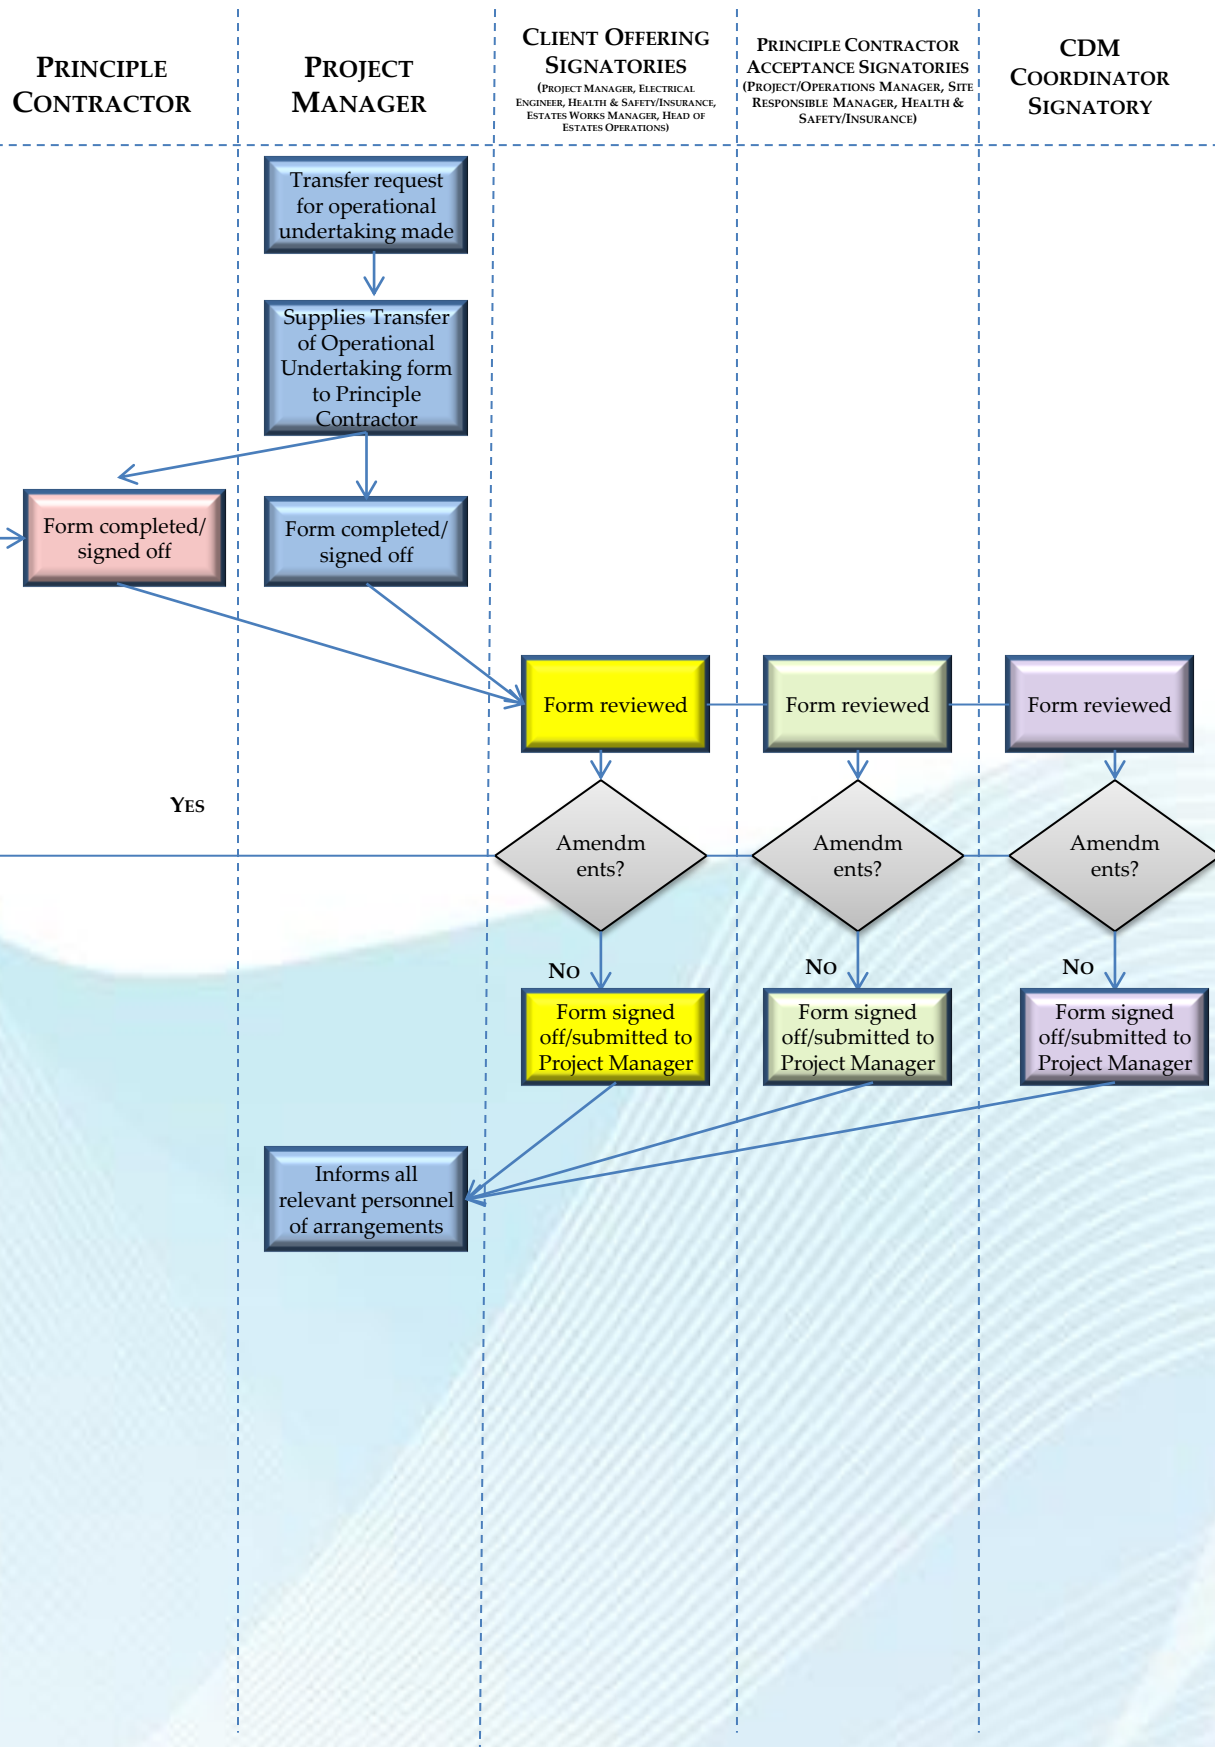 PRINCIPLE
CONTRACTOR
PROJECT
MANAGER
CLIENT OFFERING
SIGNATORIES
(PROJECT MANAGER, ELECTRICAL
ENGINEER, HEALTH & SAFETY/INSURANCE,
ESTATES WORKS MANAGER, HEAD OF
ESTATES OPERATIONS)
PRINCIPLE CONTRACTOR
ACCEPTANCE SIGNATORIES
(PROJECT/OPERATIONS MANAGER, SITE
RESPONSIBLE MANAGER, HEALTH &
SAFETY/INSURANCE)
CDM
COORDINATOR
SIGNATORY
Transfer request
for operational
undertaking made
Supplies Transfer
of Operational
Undertaking form
to Principle
Contractor
Form completed/
signed off
Form completed/
signed off
Form reviewed
Form reviewed
Form reviewed
YES
Amendm
ents?
Amendm
ents?
Amendm
ents?
NO
NO
NO
Form signed
off/submitted to
Project Manager
Form signed
off/submitted to
Project Manager
Form signed
off/submitted to
Project Manager
Informs all
relevant personnel
of arrangements